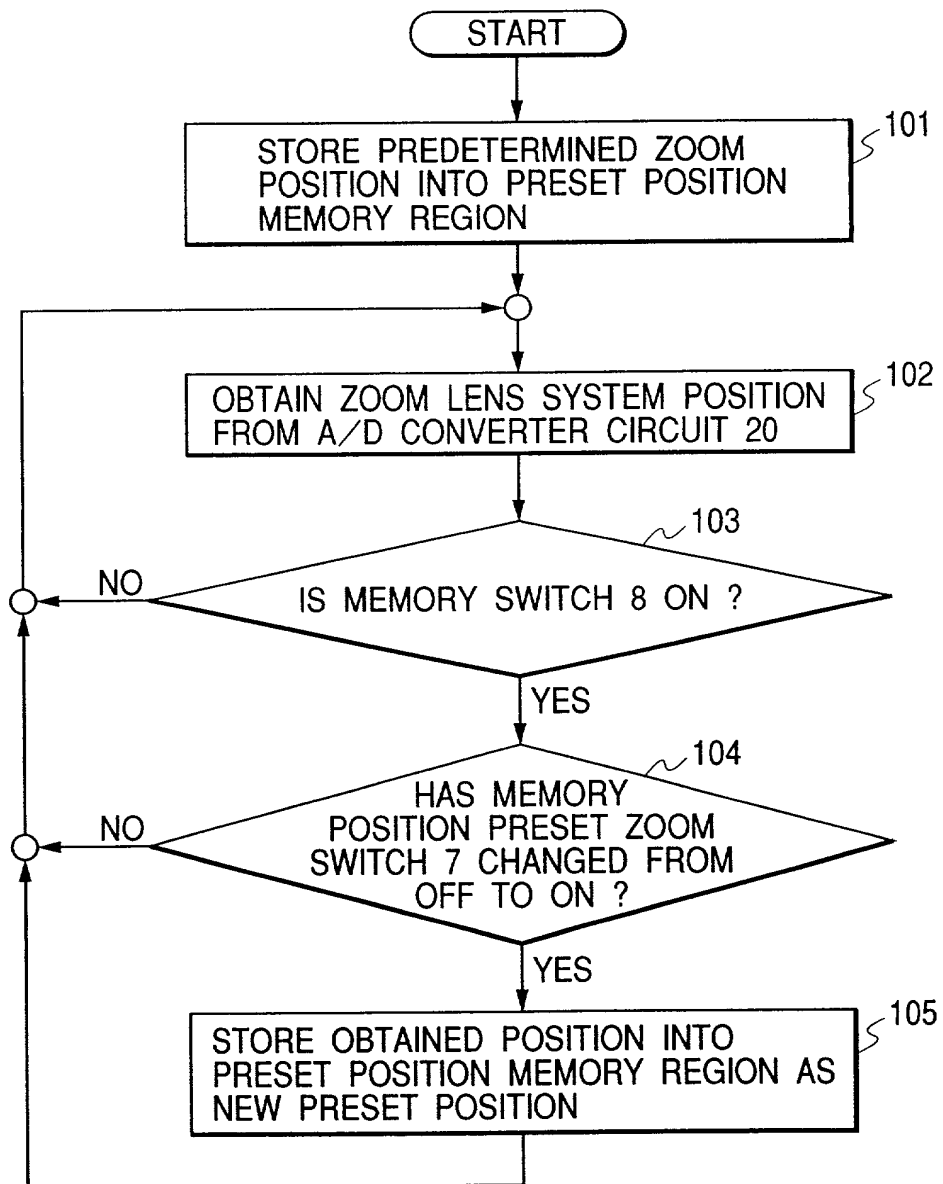 START
101
STORE PREDETERMINED ZOOM
POSITION INTO PRESET POSITION
MEMORY REGION
102
OBTAIN ZOOM LENS SYSTEM POSITION
FROM A/D CONVERTER CIRCUIT 20
103
NO
IS MEMORY SWITCH 8 ON ?
YES
104
HAS MEMORY
POSITION PRESET ZOOM
SWITCH 7 CHANGED FROM
OFF TO ON ?
NO
YES
105
STORE OBTAINED POSITION INTO
PRESET POSITION MEMORY REGION AS
NEW PRESET POSITION